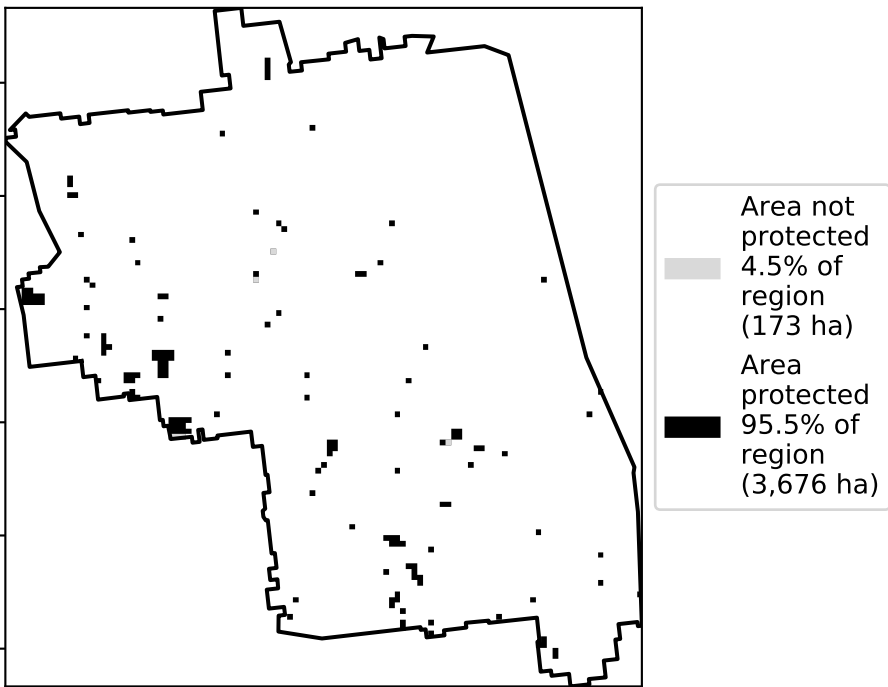 Area not
protected
4.5% of
region
(173 ha)
Area
protected
95.5% of
region
(3,676 ha)